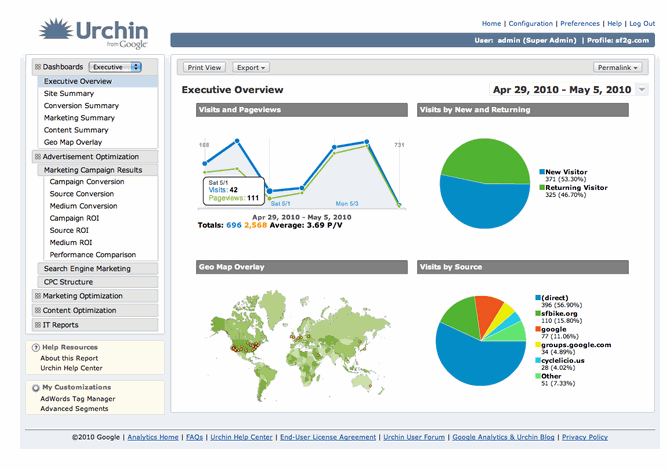 Urchin
from Google
Home | Configuration | Preferences | Help | Log Out
User: admin (Super Admin) | Profile: sf2g.com
Dashboards Executive
Executive Overview
Site Summary
Conversion Summary
Marketing Summary
Content Summary
Geo Map Overlay
Advertisement Optimization
Marketing Campaign Results
Campaign Conversion
Source Conversion
Medium Conversion
Campaign ROI
Source ROI
Medium ROI
Performance Comparison
Search Engine Marketing
CPC Structure
Marketing Optimization
Content Optimization
IT Reports
Help Resources
About this Report
Urchin Help Center
My Customizations
AdWords Tag Manager
Advanced Segments
Print View Export Permalink
Executive Overview
Apr 29, 2010 - May 5, 2010
Visits and Pageviews
168 731
Sat 5/1
Visits: 42
Pageviews: 111
Sat 5/1 Mon 5/3
Apr 29, 2010 - May 5, 2010
Totals: 696 2,568 Average: 3.69 P/V
Visits by New and Returning
New Visitor
371 (53.30%)
Returning Visitor
325 (46.70%)
Geo Map Overlay
Visits by Source
(direct)
396 (56.90%)
sfbike.org
110 (15.80%)
google
77 (11.06%)
groups.google.com
34 (4.89%)
cyclelicio.us
28 (4.02%)
Other
51 (7.33%)
©2010 Google | Analytics Home | FAQs | Urchin Help Center | End-User License Agreement | Urchin User Forum | Google Analytics & Urchin Blog | Privacy Policy